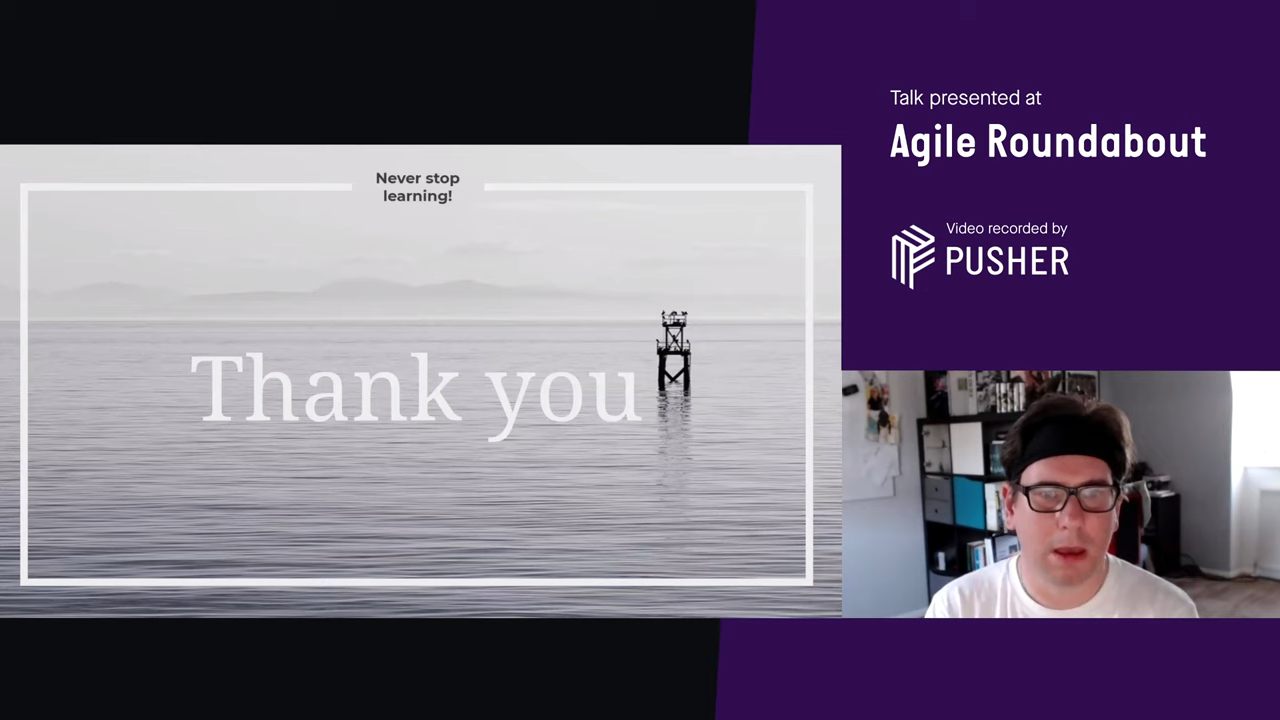 Never stop
learning!
Thank you
Talk presented at
Agile Roundabout
Video recorded by
PUSHER